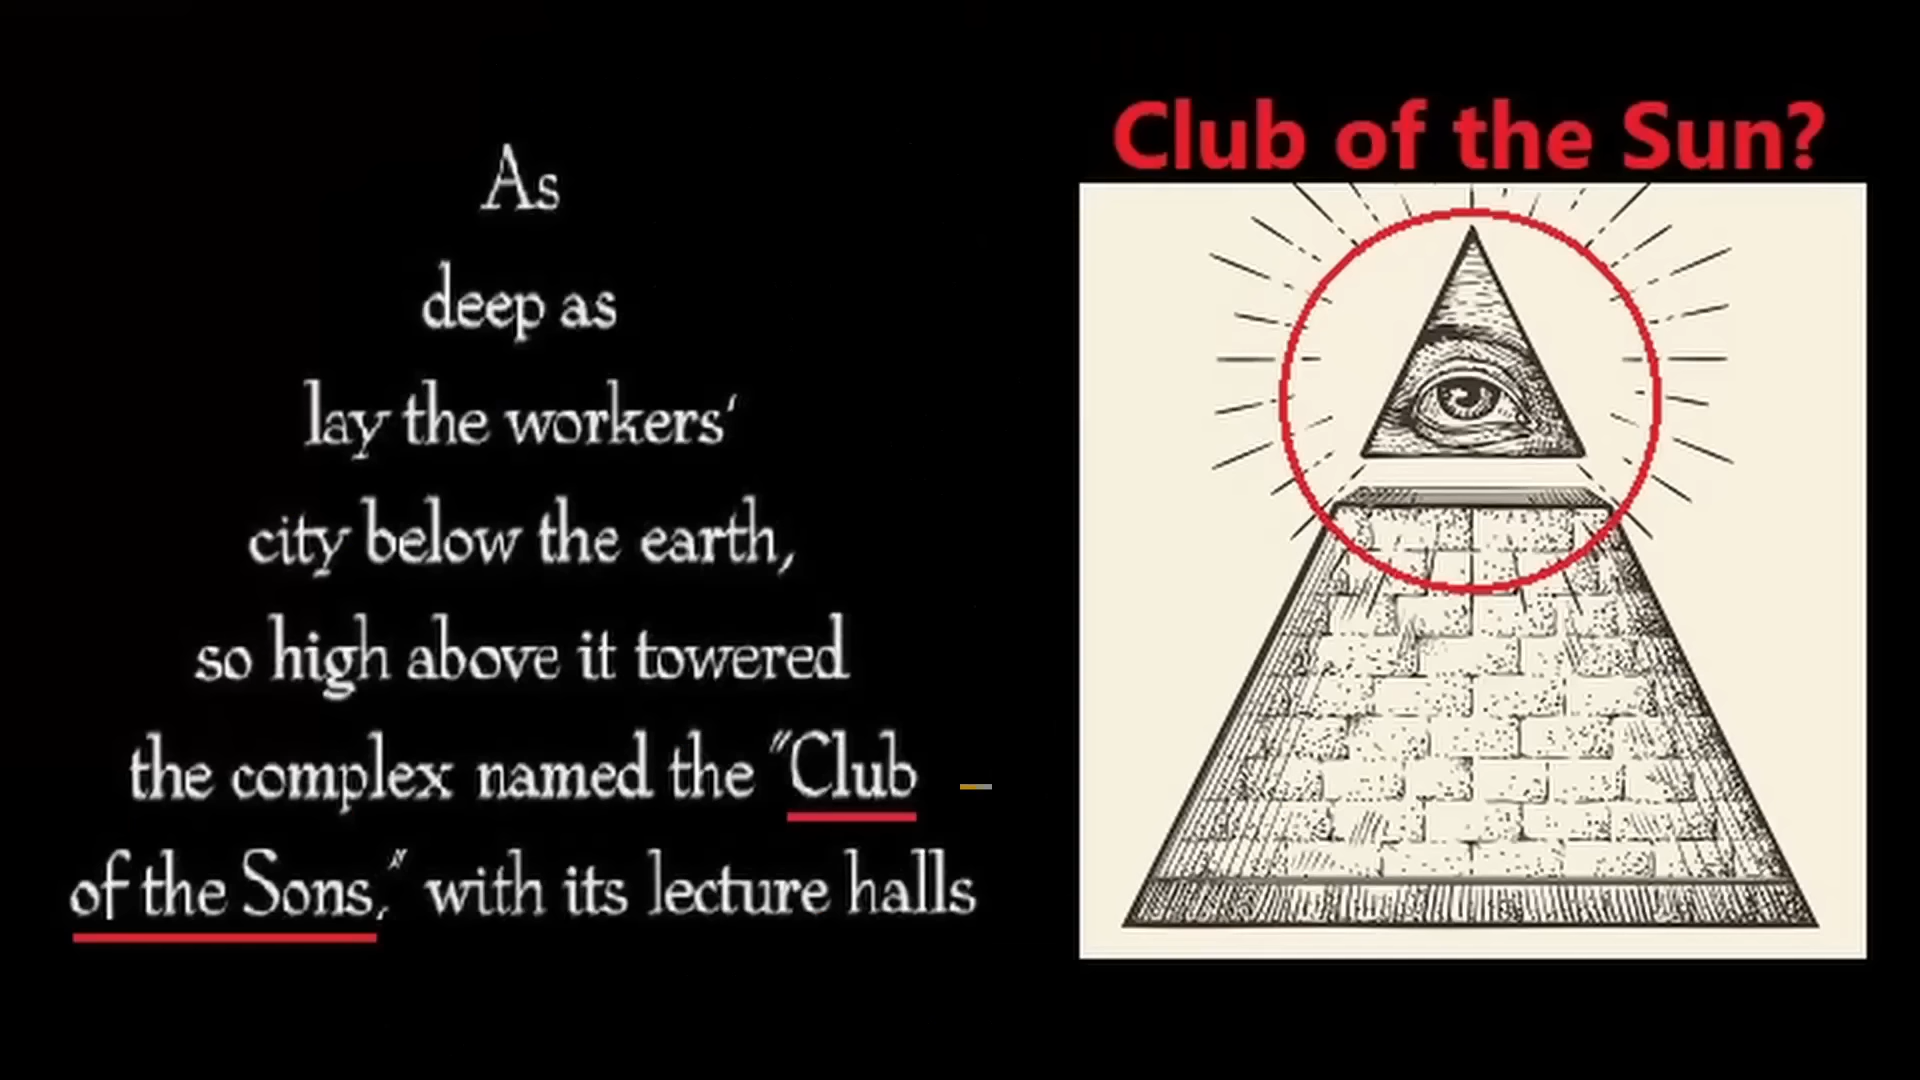 As
deep as
lay the workers'
city below the earth,
so high above it towered
the complex named the "Club
of the Sons," with its lecture halls
Club of the Sun?